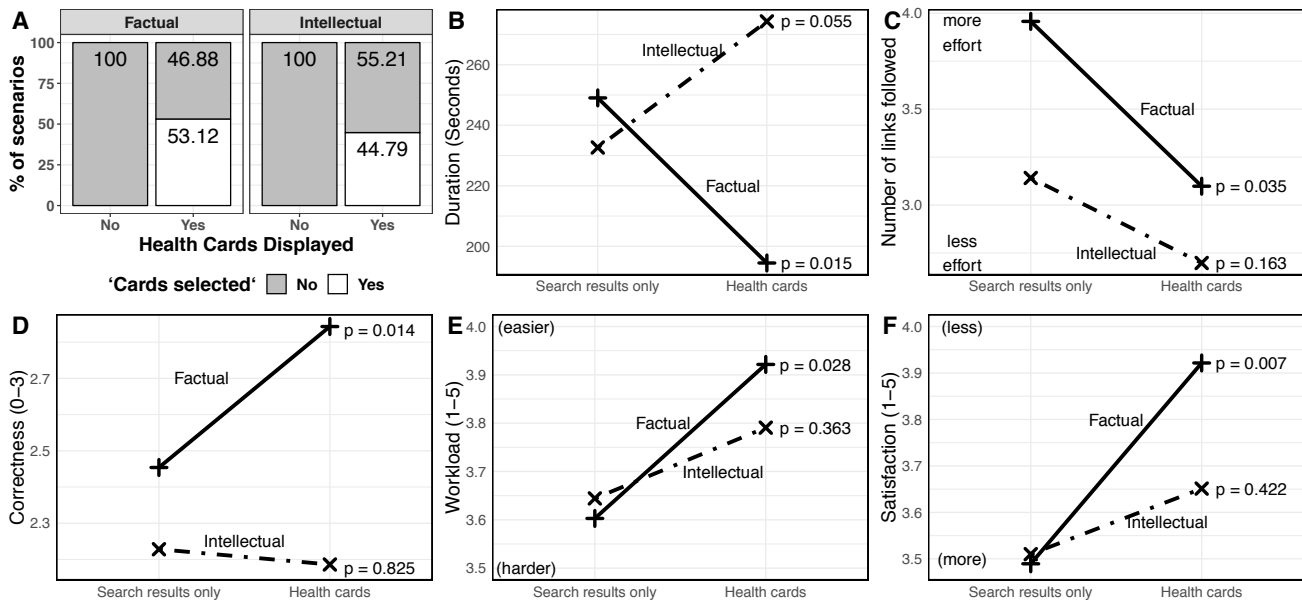 A
Factual
Intellectual
100
75
50
25
0
% of scenarios
100
46.88
53.12
100
55.21
44.79
No
Yes
No
Yes
Health Cards Displayed
‘Cards selected‘
No
Yes
B
260
240
220
200
Duration (Seconds)
Intellectual
p = 0.055
Factual
p = 0.015
Search results only
Health cards
C
4.0
3.5
3.0
Number of links followed
more
effort
Factual
p = 0.035
less
effort
Intellectual
p = 0.163
Search results only
Health cards
D
2.7
2.5
2.3
Correctness (0−3)
p = 0.014
Factual
Intellectual
p = 0.825
Search results only
Health cards
E
4.0
3.9
3.8
3.7
3.6
3.5
Workload (1−5)
(easier)
p = 0.028
Factual
p = 0.363
Intellectual
(harder)
Search results only
Health cards
F
4.0
3.9
3.8
3.7
3.6
3.5
Satisfaction (1−5)
(less)
p = 0.007
Factual
p = 0.422
Intellectual
(more)
Search results only
Health cards